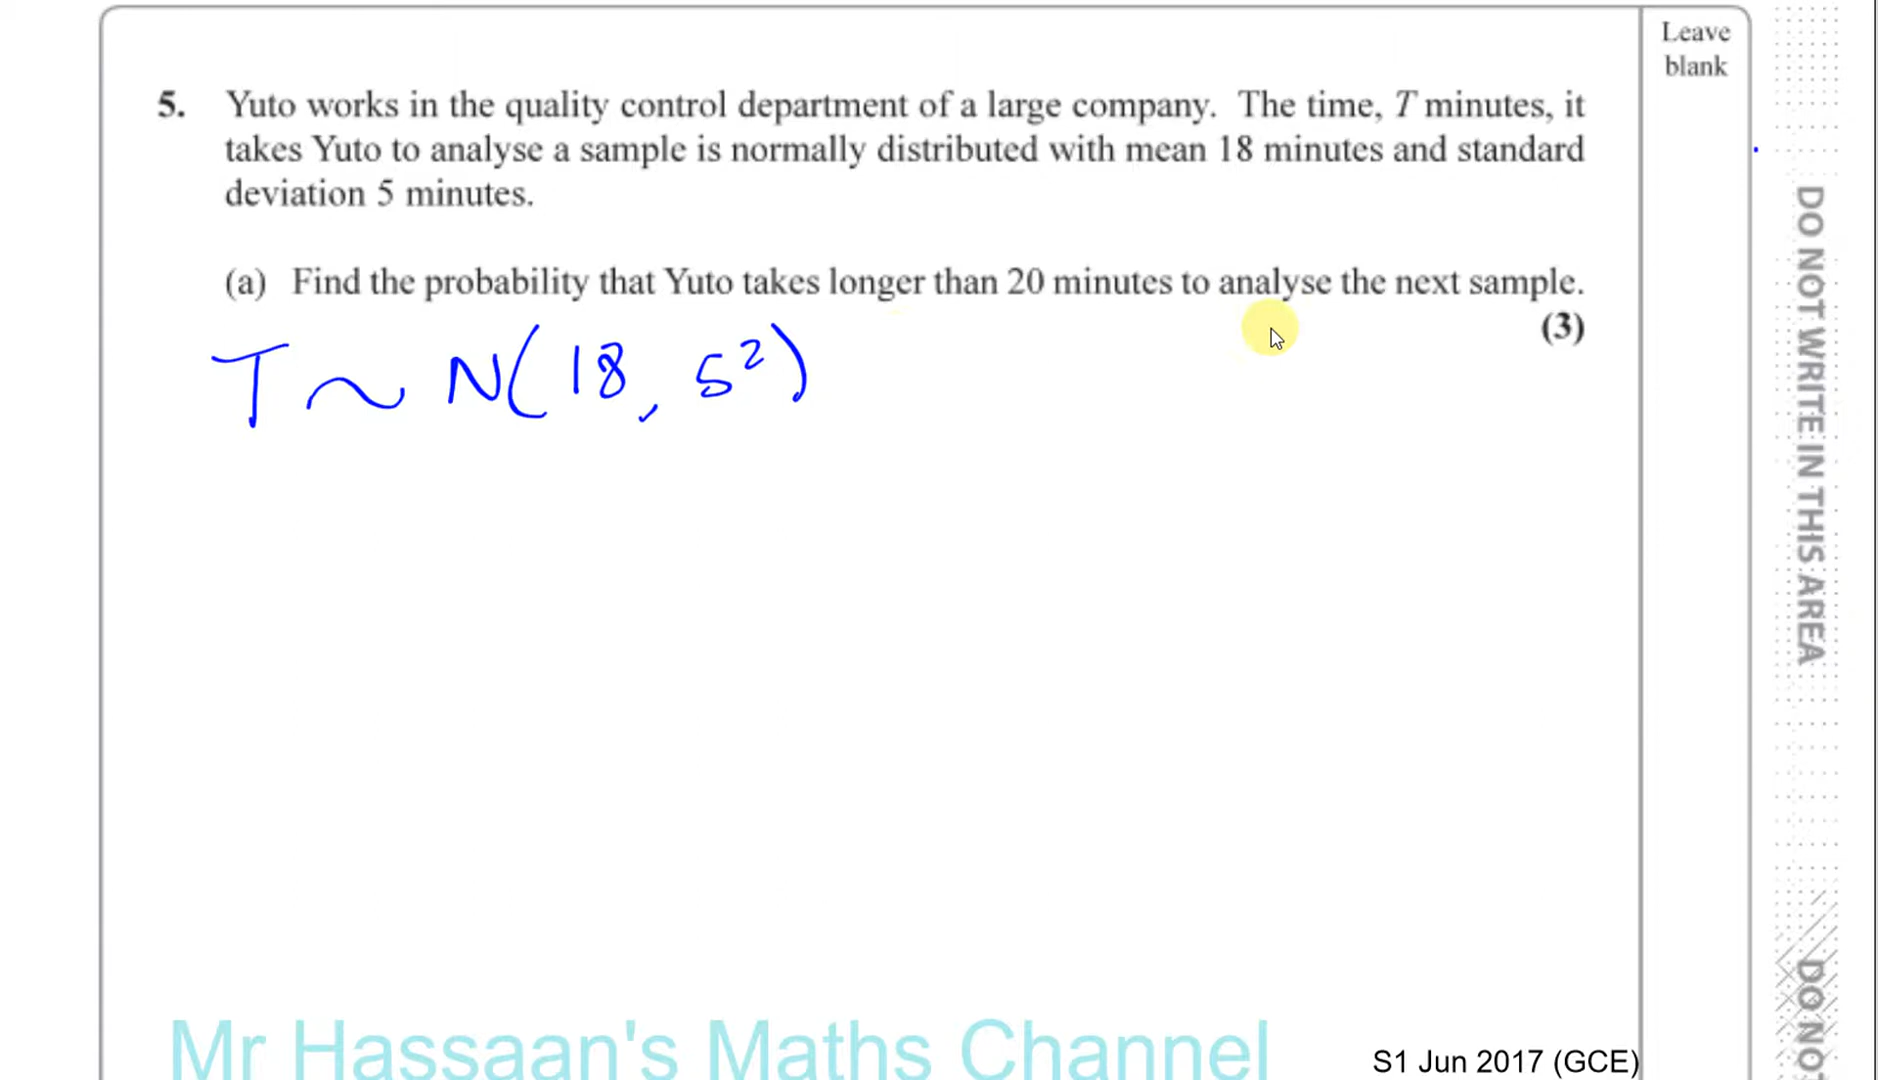 Leave
blank
5. Yuto works in the quality control department of a large company. The time, T minutes, it
takes Yuto to analyse a sample is normally distributed with mean 18 minutes and standard
deviation 5 minutes.
(a) Find the probability that Yuto takes longer than 20 minutes to analyse the next sample.
(3)
T ~ N(18, 5²)
DO NOT WRITE IN THIS AREA
DO NO
Mr Hassaan's Maths Channel
S1 Jun 2017 (GCE)